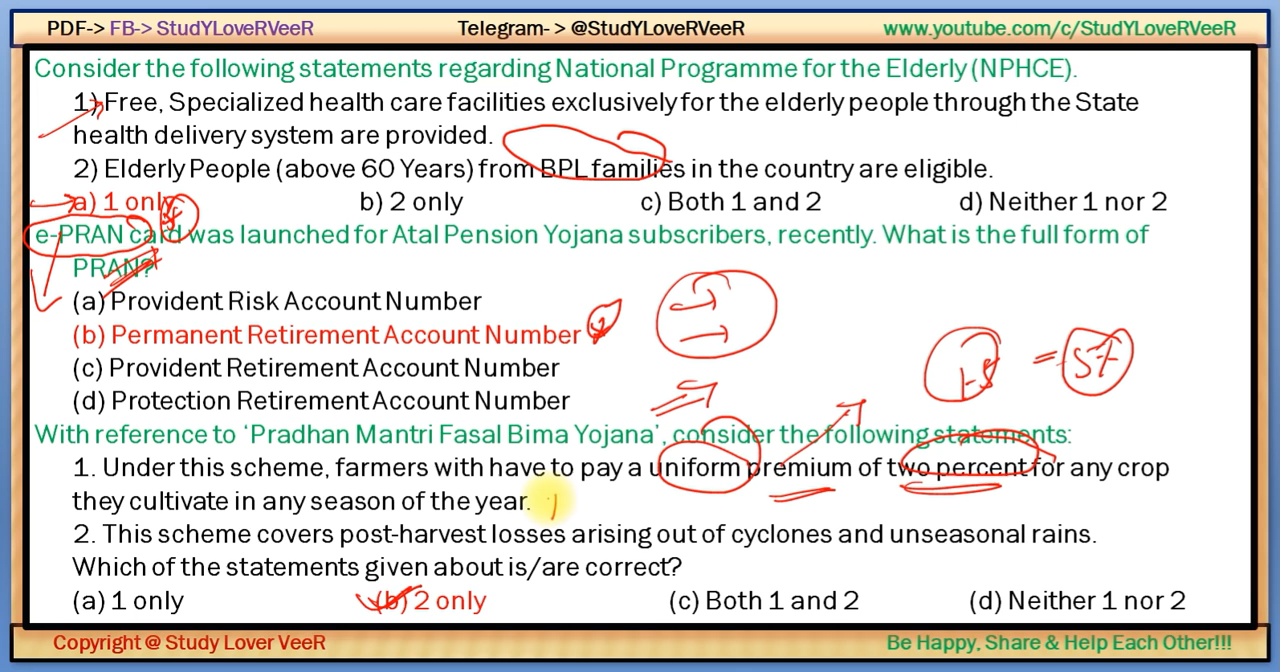 PDF-> FB-> StudYLoveRVeeR Telegram- > @StudYLoveRVeeR www.youtube.com/c/StudYLoveRVeeR
Consider the following statements regarding National Programme for the Elderly (NPHCE).
1) Free, Specialized health care facilities exclusively for the elderly people through the State
health delivery system are provided.
2) Elderly People (above 60 Years) from BPL families in the country are eligible.
a) 1 only b) 2 only c) Both 1 and 2 d) Neither 1 nor 2
e-PRAN card was launched for Atal Pension Yojana subscribers, recently. What is the full form of
PRAN?
(a) Provident Risk Account Number
(b) Permanent Retirement Account Number
(c) Provident Retirement Account Number
(d) Protection Retirement Account Number
With reference to ‘Pradhan Mantri Fasal Bima Yojana’, consider the following statements:
1. Under this scheme, farmers with have to pay a uniform premium of two percent for any crop
they cultivate in any season of the year.
2. This scheme covers post-harvest losses arising out of cyclones and unseasonal rains.
Which of the statements given about is/are correct?
(a) 1 only (b) 2 only (c) Both 1 and 2 (d) Neither 1 nor 2
Copyright @ Study Lover VeeR Be Happy, Share & Help Each Other!!!